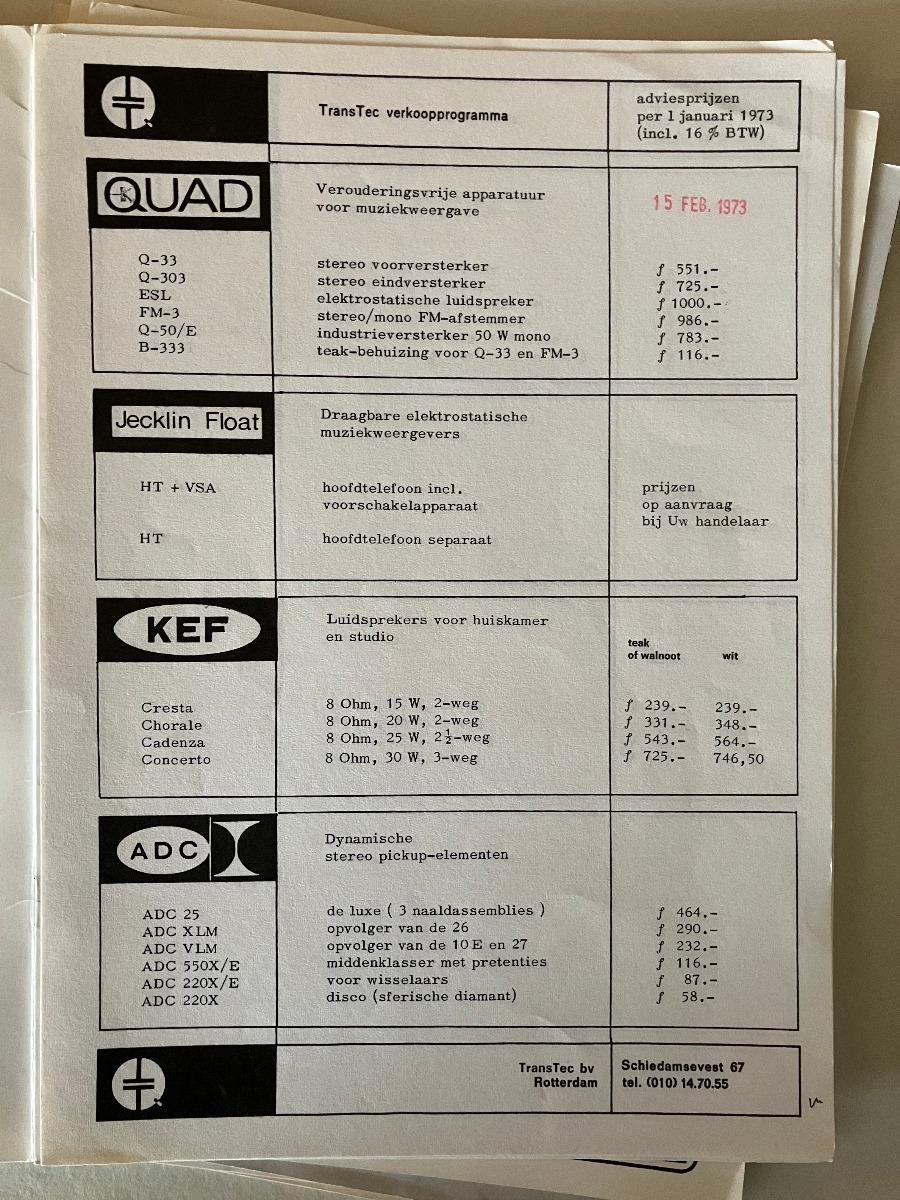 TransTec verkoopprogramma
adviesprijzen
per 1 januari 1973
(incl. 16 % BTW)
QUAD
Verouderingsvrije apparatuur
voor muziekweergave
15 FEB. 1973
Q-33 stereo voorversterker ƒ 551.-
Q-303 stereo eindversterker ƒ 725.-
ESL elektrostatische luidspreker ƒ 1000.-
FM-3 stereo/mono FM-afstemmer ƒ 986.-
Q-50/E industrieversterker 50 W mono ƒ 783.-
B-333 teak-behuizing voor Q-33 en FM-3 ƒ 116.-
Jecklin Float
Draagbare elektrostatische
muziekweergevers
HT + VSA hoofdtelefoon incl. prijzen
voorschakelapparaat op aanvraag
bij Uw handelaar
HT hoofdtelefoon separaat
KEF
Luidsprekers voor huiskamer
en studio
teak
of walnoot wit
Cresta 8 Ohm, 15 W, 2-weg ƒ 239.- 239.-
Chorale 8 Ohm, 20 W, 2-weg ƒ 331.- 348.-
Cadenza 8 Ohm, 25 W, 2½-weg ƒ 543.- 564.-
Concerto 8 Ohm, 30 W, 3-weg ƒ 725.- 746,50
ADC
Dynamische
stereo pickup-elementen
ADC 25 de luxe ( 3 naaldassemblies ) ƒ 464.-
ADC XLM opvolger van de 26 ƒ 290.-
ADC VLM opvolger van de 10E en 27 ƒ 232.-
ADC 550X/E middenklasser met pretenties ƒ 116.-
ADC 220X/E voor wisselaars ƒ 87.-
ADC 220X disco (sferische diamant) ƒ 58.-
TransTec bv Schiedamsevest 67
Rotterdam tel. (010) 14.70.55